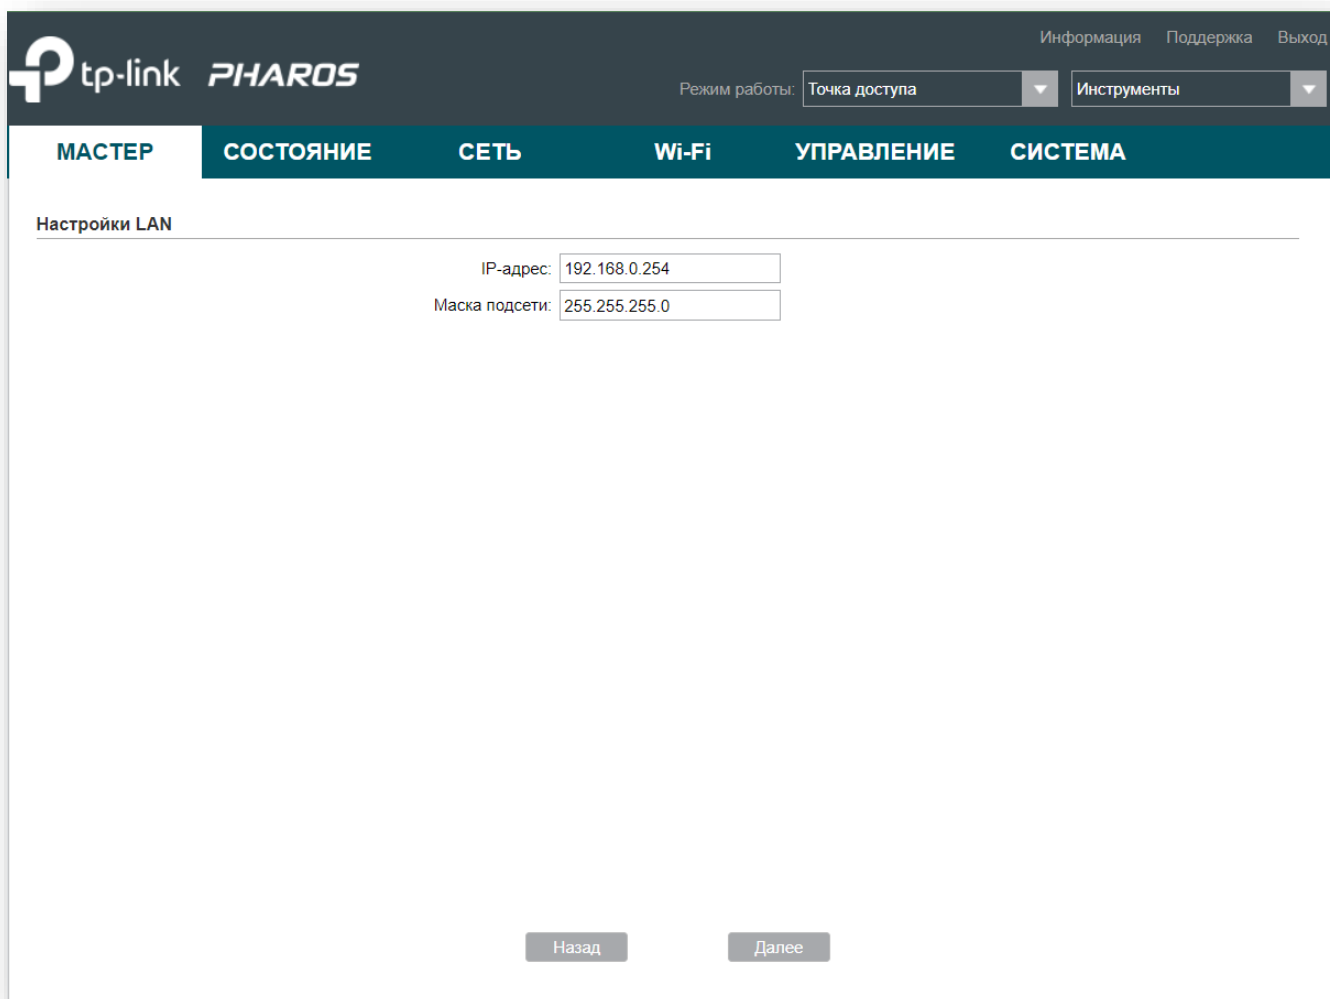 Информация Поддержка Выход
tp-link PHAROS
Режим работы: Точка доступа Инструменты
МАСТЕР СОСТОЯНИЕ СЕТЬ Wi-Fi УПРАВЛЕНИЕ СИСТЕМА
Настройки LAN
IP-адрес: 192.168.0.254
Маска подсети: 255.255.255.0
Назад Далее